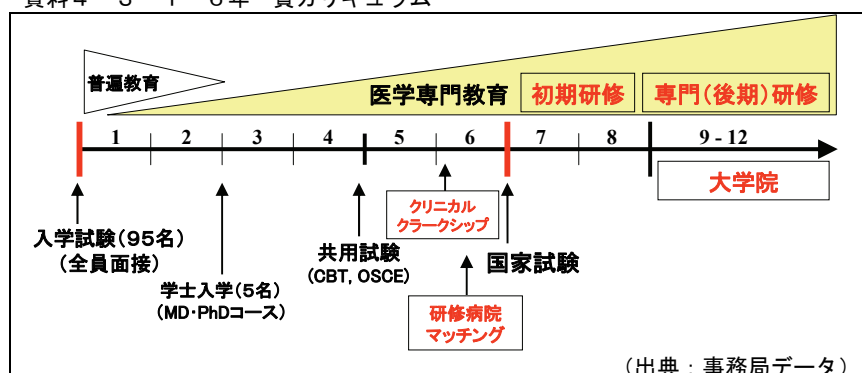 普遍教育
医学専門教育
初期研修
専門(後期)研修
1
2
3
4
5
6
7
8
9 - 12
大学院
クリニカル
クラークシップ
入学試験(95名)
(全員面接)
学士入学(5名)
(MD・PhDコース)
共用試験
(CBT, OSCE)
国家試験
研修病院
マッチング
(出典:事務局データ)